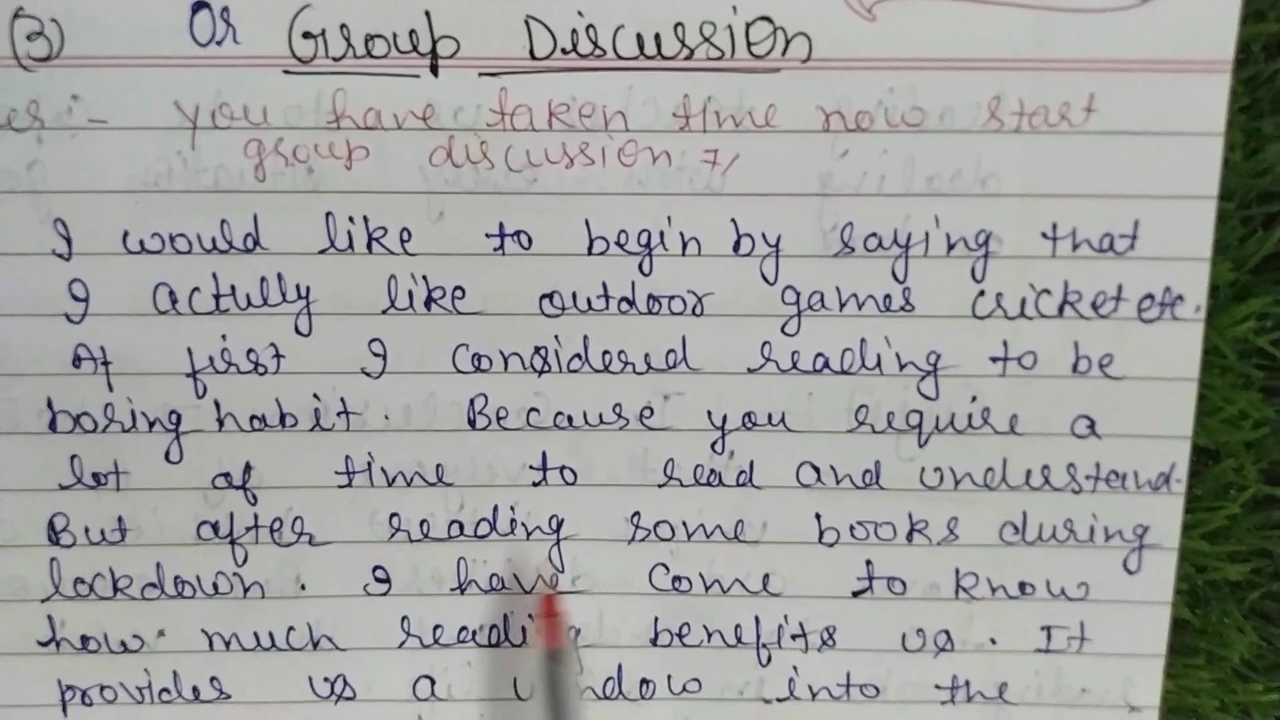 (3) Or Group Discussion
es :- you have taken time now start
group discussion 7/
I would like to begin by saying that
I actully like outdoor games cricket etc.
At first I considered reading to be
boring habit. Because you require a
lot of time to read and understand.
But after reading some books during
lockdown. I have come to know
how much reading benefits us. It
provides us a window into the